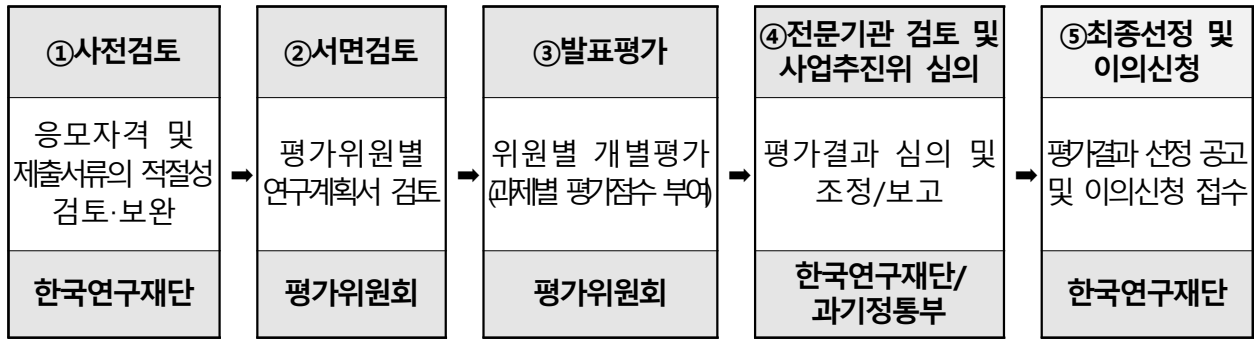 ①사전검토
응모자격 및
제출서류의 적절성
검토·보완
한국연구재단
➡
②서면검토
평가위원별
연구계획서 검토
평가위원회
➡
③발표평가
위원별 개별평가
(과제별 평가점수 부여)
평가위원회
➡
④전문기관 검토 및
사업추진위 심의
평가결과 심의 및
조정/보고
한국연구재단/
과기정통부
➡
⑤최종선정 및
이의신청
평가결과 선정 공고
및 이의신청 접수
한국연구재단